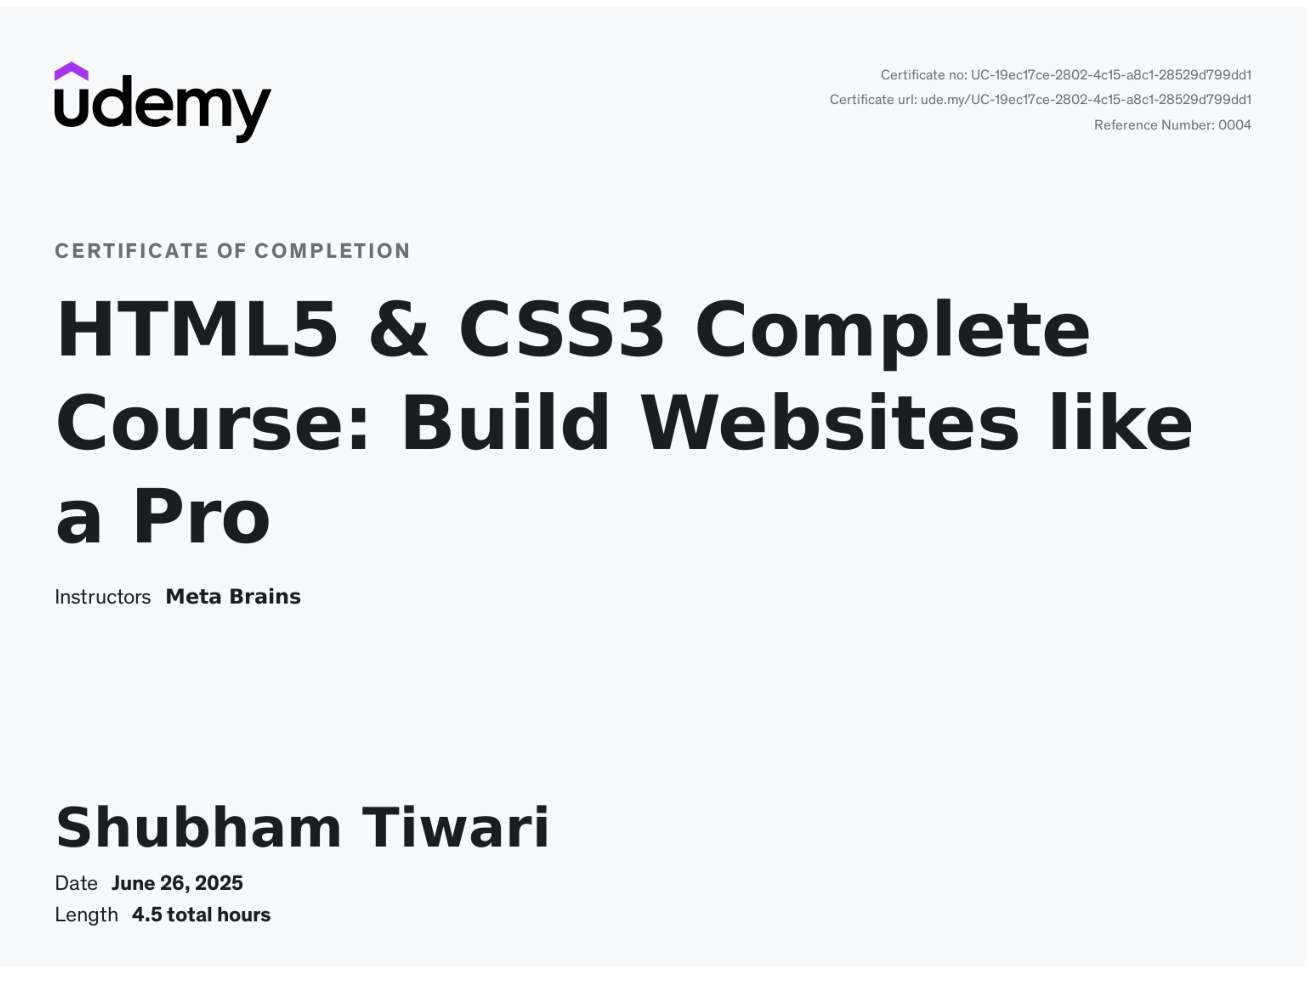 udemy
Certificate no: UC-19ec17ce-2802-4c15-a8c1-28529d799dd1
Certificate url: ude.my/UC-19ec17ce-2802-4c15-a8c1-28529d799dd1
Reference Number: 0004
CERTIFICATE OF COMPLETION
HTML5 & CSS3 Complete
Course: Build Websites like
a Pro
Instructors Meta Brains
Shubham Tiwari
Date June 26, 2025
Length 4.5 total hours